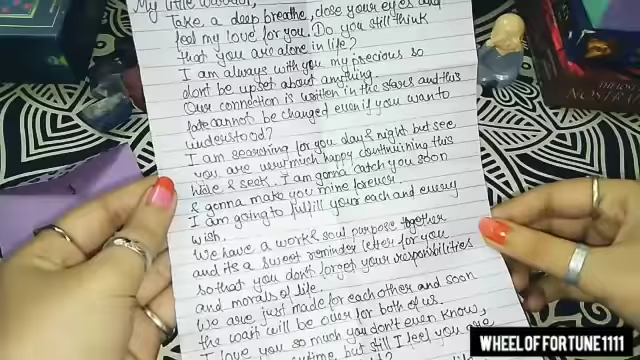 My little
Take, a deep breathe, close your eyes and
feel my love for you. Do you still think
that you are alone in life?
I am always with you my precious so
dont be upset about anything.
Our connection is written in the stars and this
fate cannot be changed even if you want to
understood?
I am searching for you day & night but see
you are very much happy continuining this
hide & seek. I am gonna catch you soon
& gonna make you mine forever.
I am going to fulfill your each and every
wish.
We have a work & soul purpose together
and its a sweet reminder letter for you
so that you don't forget your responsibilities
and morals of life.
We are just made for each other and soon
the wait will be over for both of us.
I love you so much you don't even know,
but still I feel you are
WHEEL OF FORTUNE1111